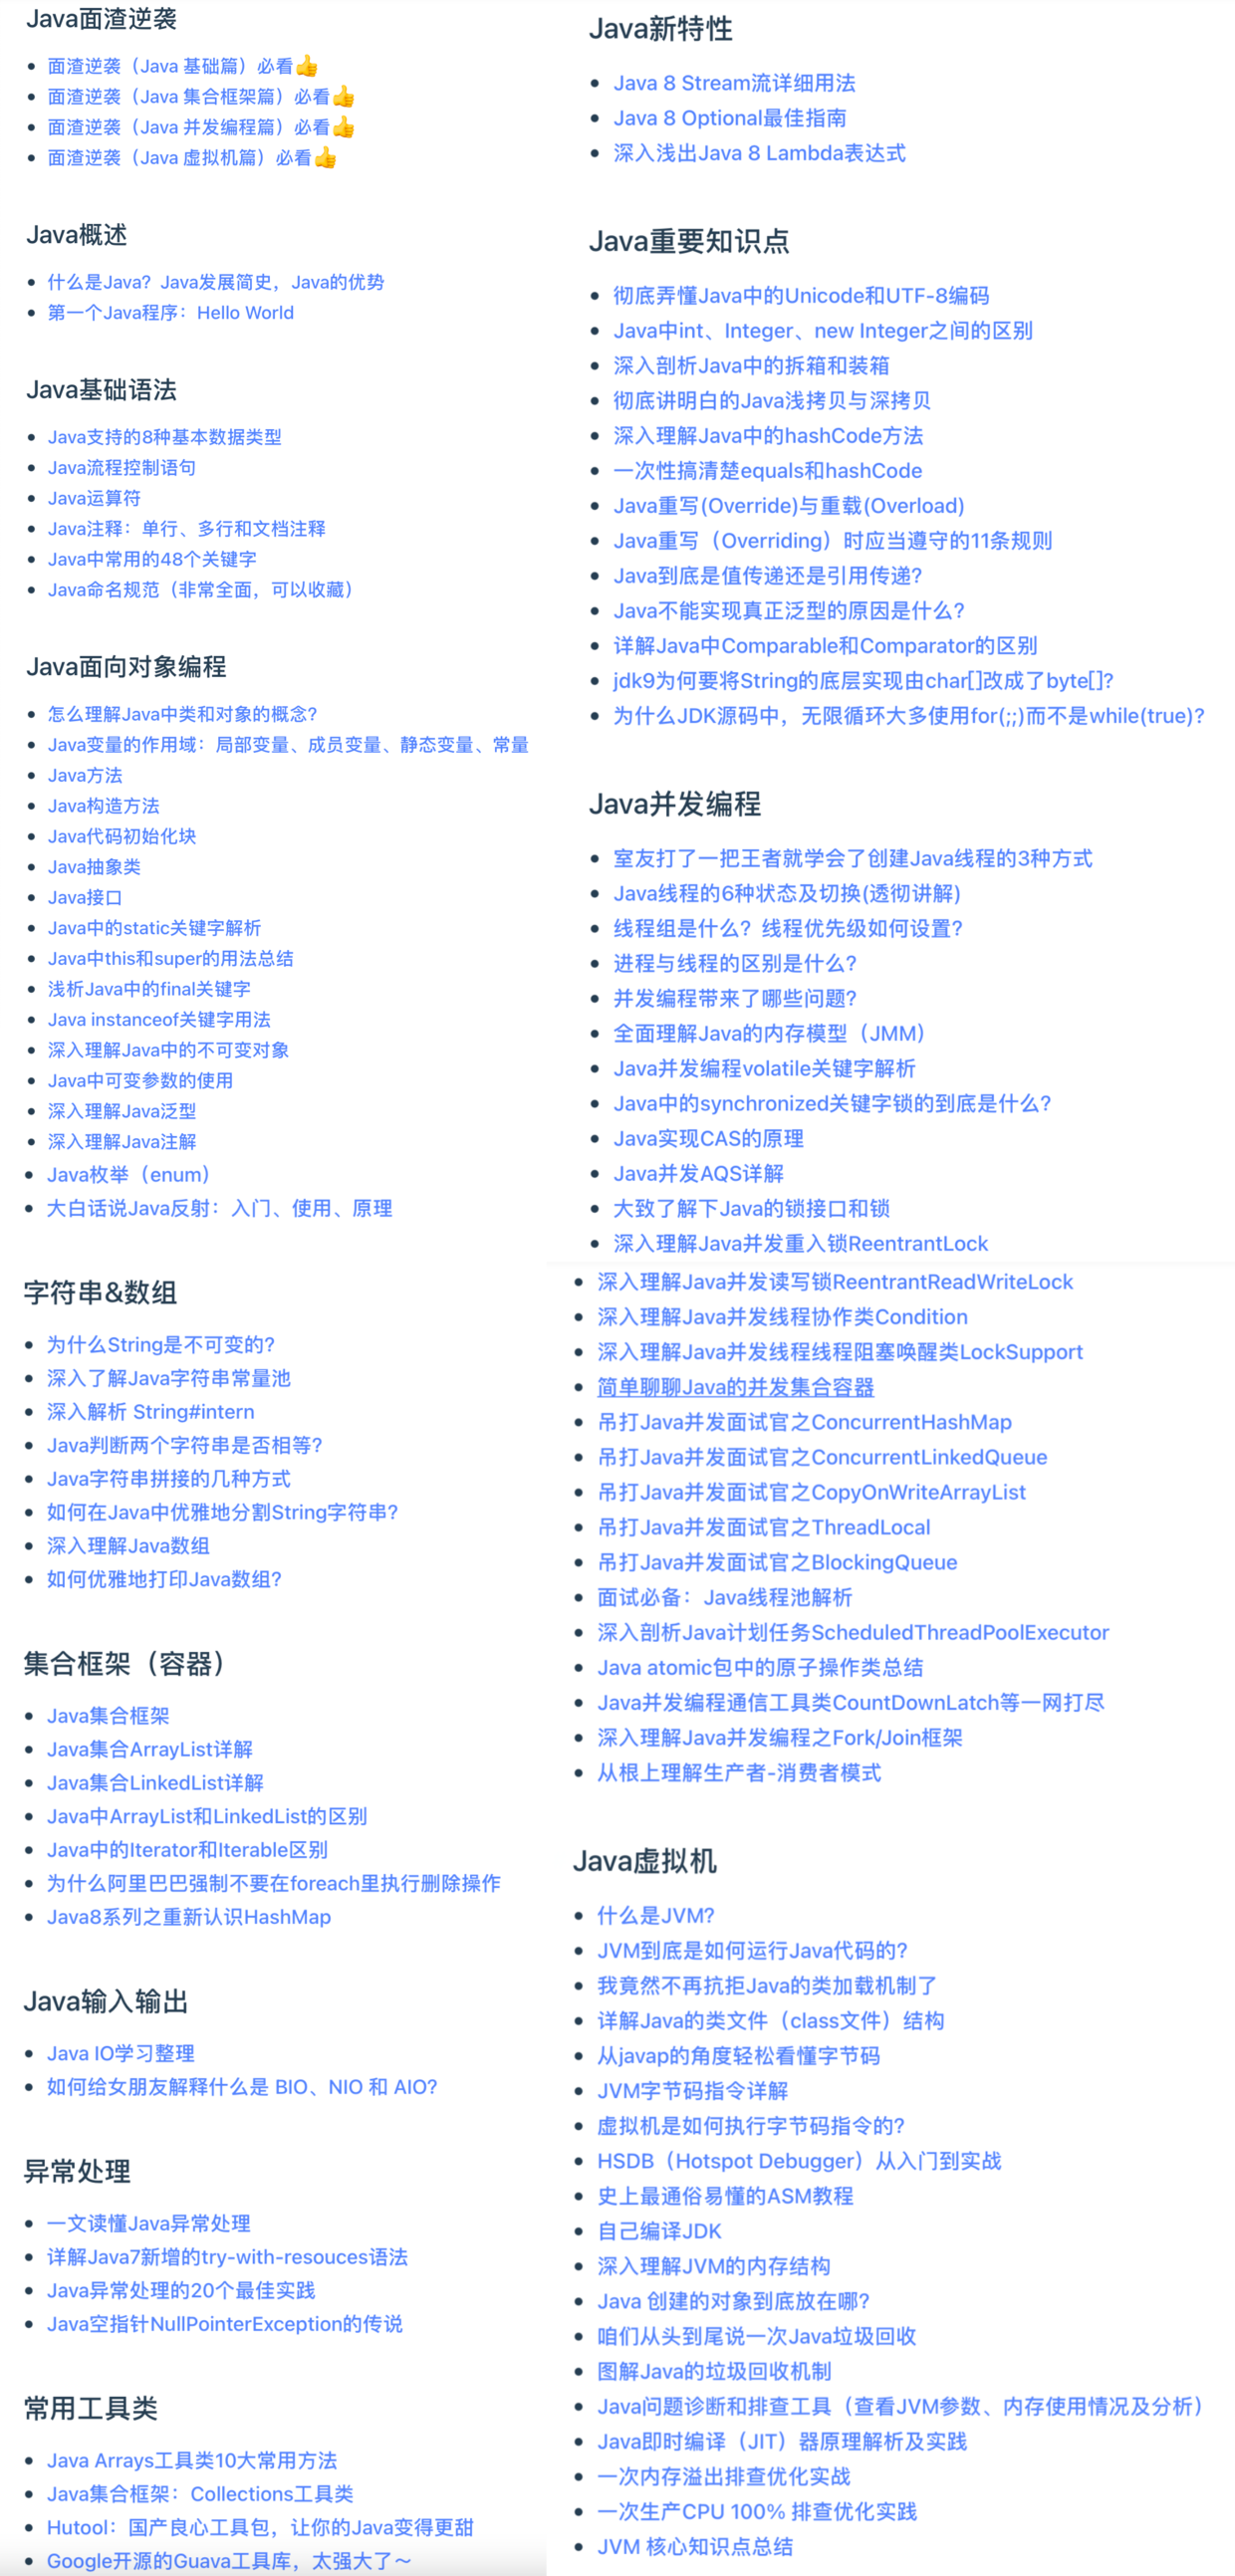 Java面渣逆袭
面渣逆袭（Java 基础篇）必看👍
面渣逆袭（Java 集合框架篇）必看👍
面渣逆袭（Java 并发编程篇）必看👍
面渣逆袭（Java 虚拟机篇）必看👍
Java概述
什么是Java？Java发展简史，Java的优势
第一个Java程序：Hello World
Java基础语法
Java支持的8种基本数据类型
Java流程控制语句
Java运算符
Java注释：单行、多行和文档注释
Java中常用的48个关键字
Java命名规范（非常全面，可以收藏）
Java面向对象编程
怎么理解Java中类和对象的概念?
Java变量的作用域：局部变量、成员变量、静态变量、常量
Java方法
Java构造方法
Java代码初始化块
Java抽象类
Java接口
Java中的static关键字解析
Java中this和super的用法总结
浅析Java中的final关键字
Java instanceof关键字用法
深入理解Java中的不可变对象
Java中可变参数的使用
深入理解Java泛型
深入理解Java注解
Java枚举（enum）
大白话说Java反射：入门、使用、原理
字符串&数组
为什么String是不可变的?
深入了解Java字符串常量池
深入解析 String#intern
Java判断两个字符串是否相等?
Java字符串拼接的几种方式
如何在Java中优雅地分割String字符串?
深入理解Java数组
如何优雅地打印Java数组?
集合框架（容器）
Java集合框架
Java集合ArrayList详解
Java集合LinkedList详解
Java中ArrayList和LinkedList的区别
Java中的Iterator和Iterable区别
为什么阿里巴巴强制不要在foreach里执行删除操作
Java8系列之重新认识HashMap
Java输入输出
Java IO学习整理
如何给女朋友解释什么是 BIO、NIO 和 AIO?
异常处理
一文读懂Java异常处理
详解Java7新增的try-with-resouces语法
Java异常处理的20个最佳实践
Java空指针NullPointerException的传说
常用工具类
Java Arrays工具类10大常用方法
Java集合框架：Collections工具类
Hutool：国产良心工具包，让你的Java变得更甜
Google开源的Guava工具库，太强大了～
Java新特性
Java 8 Stream流详细用法
Java 8 Optional最佳指南
深入浅出Java 8 Lambda表达式
Java重要知识点
彻底弄懂Java中的Unicode和UTF-8编码
Java中int、Integer、new Integer之间的区别
深入剖析Java中的拆箱和装箱
彻底讲明白的Java浅拷贝与深拷贝
深入理解Java中的hashCode方法
一次性搞清楚equals和hashCode
Java重写(Override)与重载(Overload)
Java重写（Overriding）时应当遵守的11条规则
Java到底是值传递还是引用传递?
Java不能实现真正泛型的原因是什么?
详解Java中Comparable和Comparator的区别
jdk9为何要将String的底层实现由char[]改成了byte[]?
为什么JDK源码中，无限循环大多使用for(;;)而不是while(true)?
Java并发编程
室友打了一把王者就学会了创建Java线程的3种方式
Java线程的6种状态及切换(透彻讲解)
线程组是什么？线程优先级如何设置?
进程与线程的区别是什么?
并发编程带来了哪些问题?
全面理解Java的内存模型（JMM）
Java并发编程volatile关键字解析
Java中的synchronized关键字锁的到底是什么?
Java实现CAS的原理
Java并发AQS详解
大致了解下Java的锁接口和锁
深入理解Java并发重入锁ReentrantLock
深入理解Java并发读写锁ReentrantReadWriteLock
深入理解Java并发线程协作类Condition
深入理解Java并发线程线程阻塞唤醒类LockSupport
简单聊聊Java的并发集合容器
吊打Java并发面试官之ConcurrentHashMap
吊打Java并发面试官之ConcurrentLinkedQueue
吊打Java并发面试官之CopyOnWriteArrayList
吊打Java并发面试官之ThreadLocal
吊打Java并发面试官之BlockingQueue
面试必备：Java线程池解析
深入剖析Java计划任务ScheduledThreadPoolExecutor
Java atomic包中的原子操作类总结
Java并发编程通信工具类CountDownLatch等一网打尽
深入理解Java并发编程之Fork/Join框架
从根上理解生产者-消费者模式
Java虚拟机
什么是JVM?
JVM到底是如何运行Java代码的?
我竟然不再抗拒Java的类加载机制了
详解Java的类文件（class文件）结构
从javap的角度轻松看懂字节码
JVM字节码指令详解
虚拟机是如何执行字节码指令的?
HSDB（Hotspot Debugger）从入门到实战
史上最通俗易懂的ASM教程
自己编译JDK
深入理解JVM的内存结构
Java 创建的对象到底放在哪?
咱们从头到尾说一次Java垃圾回收
图解Java的垃圾回收机制
Java问题诊断和排查工具（查看JVM参数、内存使用情况及分析）
Java即时编译（JIT）器原理解析及实践
一次内存溢出排查优化实战
一次生产CPU 100% 排查优化实践
JVM 核心知识点总结